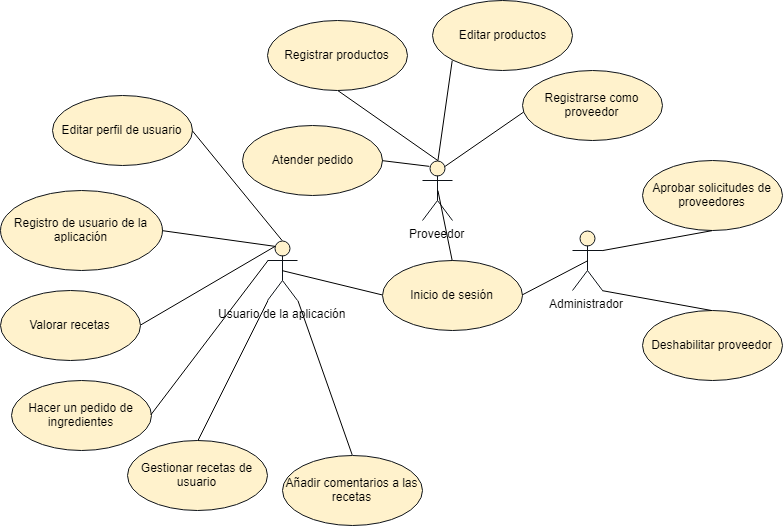 Editar productos
Registrar productos
Registrarse como
proveedor
Editar perfil de usuario
Atender pedido
Aprobar solicitudes de
proveedores
Registro de usuario de la
aplicación
Proveedor
Inicio de sesión
Administrador
Usuario de la aplicación
Valorar recetas
Deshabilitar proveedor
Hacer un pedido de
ingredientes
Gestionar recetas de
usuario
Añadir comentarios a las
recetas